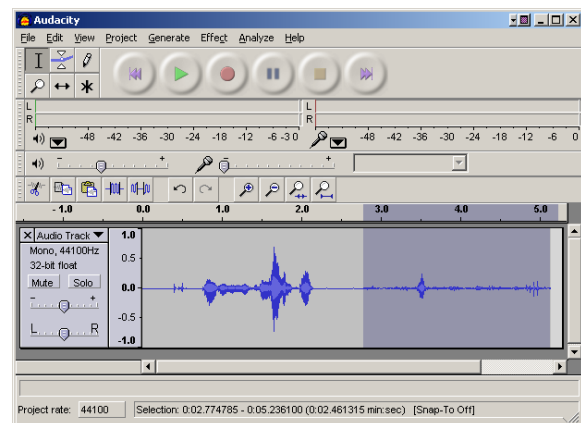 Audacity
File Edit View Project Generate Effect Analyze Help
L
R
-48 -42 -36 -30 -24 -18 -12 -6 -3 0
L
R
-48 -42 -36 -30 -24 -18 -12 -6 0
- + - +
- 1.0 0.0 1.0 2.0 3.0 4.0 5.0
X Audio Track
Mono, 44100Hz
32-bit float
Mute Solo
- +
L R
1.0
0.5
0.0
-0.5
-1.0
Project rate: 44100 Selection: 0:02.774785 - 0:05.236100 (0:02.461315 min:sec) [Snap-To Off]